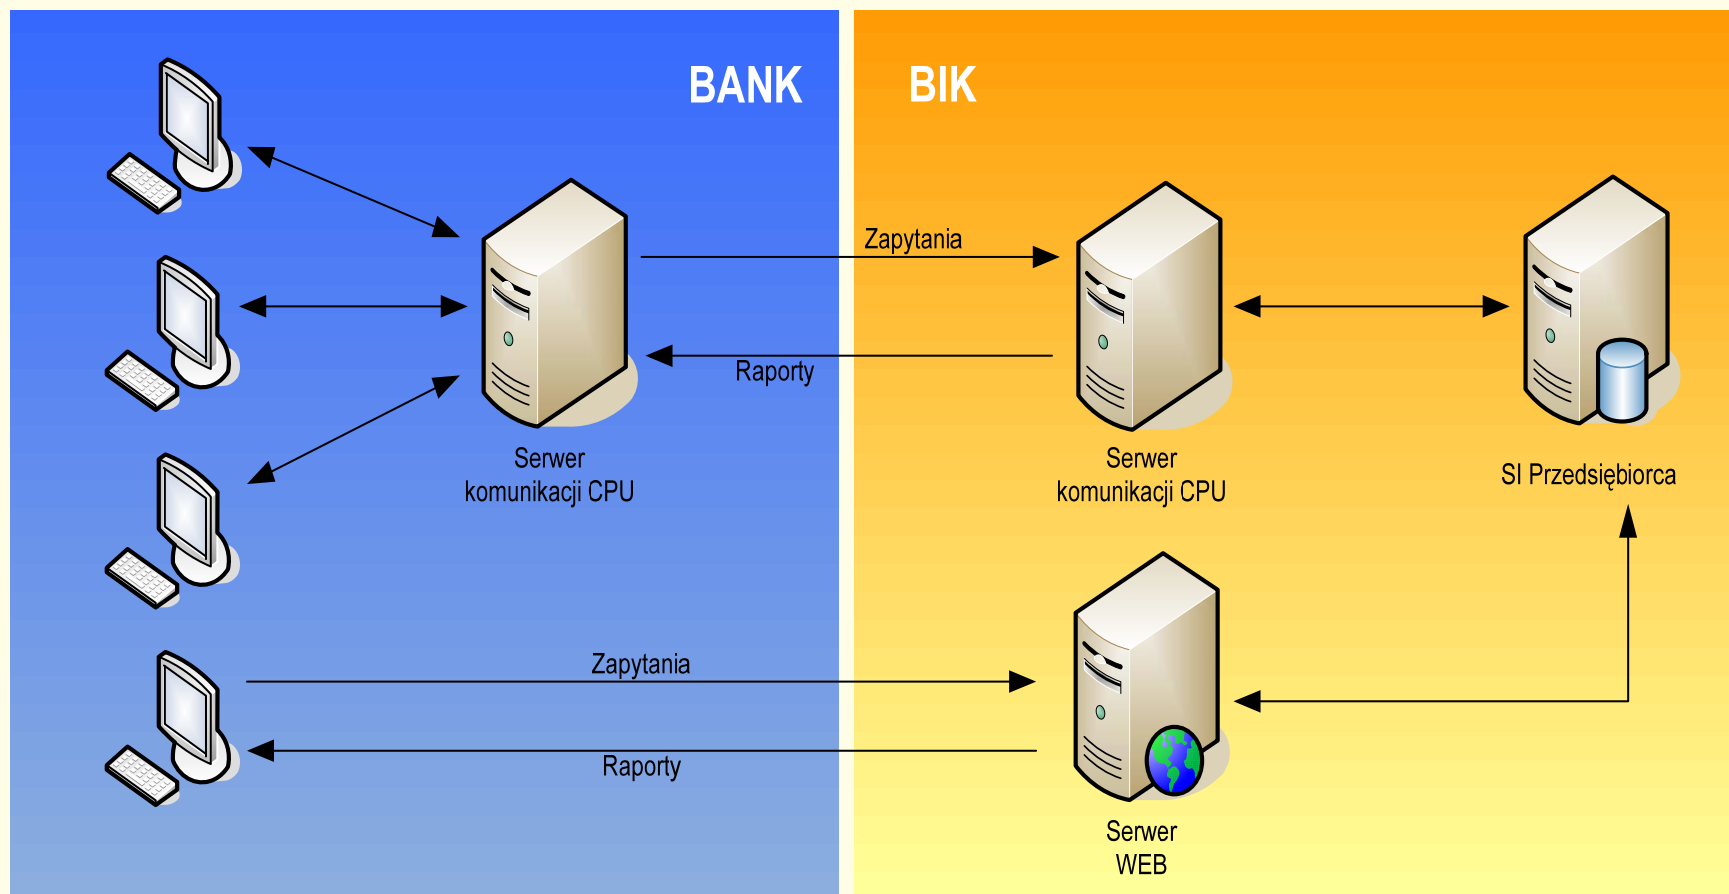 BANK
BIK
Zapytania
Raporty
Serwer
komunikacji CPU
Serwer
komunikacji CPU
SI Przedsiębiorca
Zapytania
Raporty
Serwer
WEB